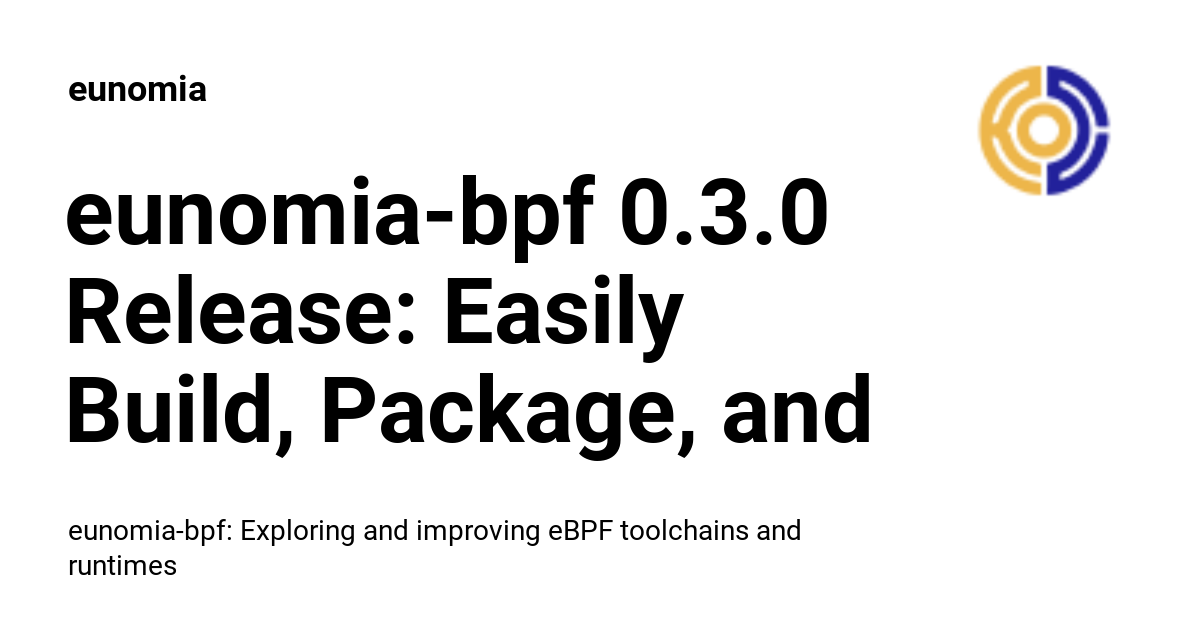 eunomia
eunomia-bpf 0.3.0
Release: Easily
Build, Package, and
eunomia-bpf: Exploring and improving eBPF toolchains and
runtimes